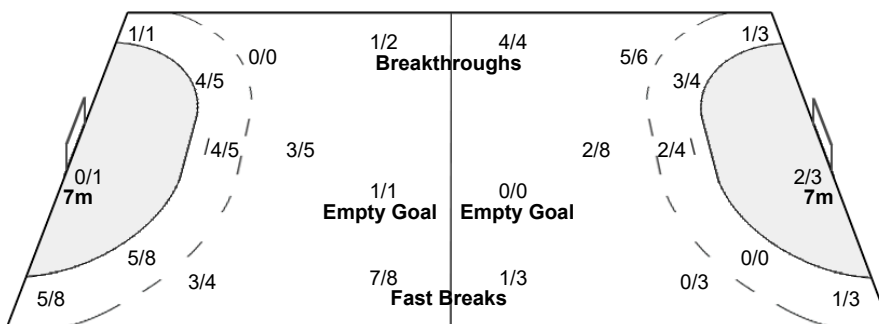 1/1 1/2 4/4 1/3
0/0 Breakthroughs 5/6
4/5 3/4
4/5 3/5 2/8 2/4
0/1 2/3
7m 1/1 0/0 7m
Empty Goal Empty Goal
5/8 0/0
3/4 7/8 1/3 0/3
5/8 Fast Breaks 1/3